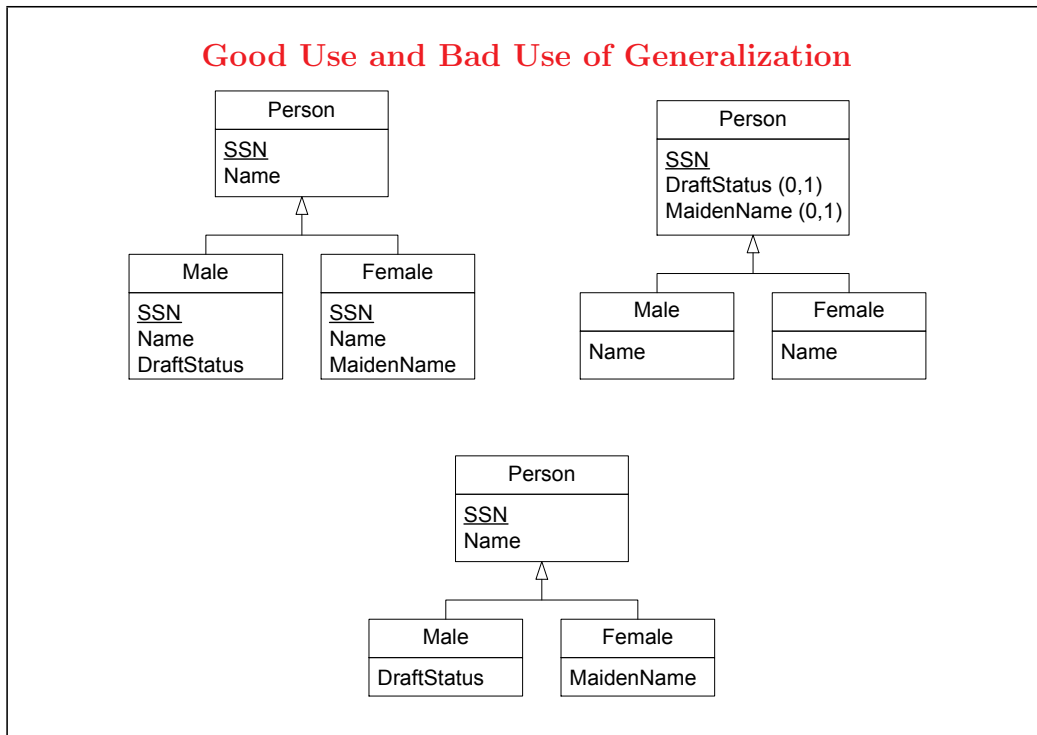 Good Use and Bad Use of Generalization
Person
SSN
Name
Male
SSN
Name
DraftStatus
Female
SSN
Name
MaidenName
Person
SSN
DraftStatus (0,1)
MaidenName (0,1)
Male
Name
Female
Name
Person
SSN
Name
Male
DraftStatus
Female
MaidenName